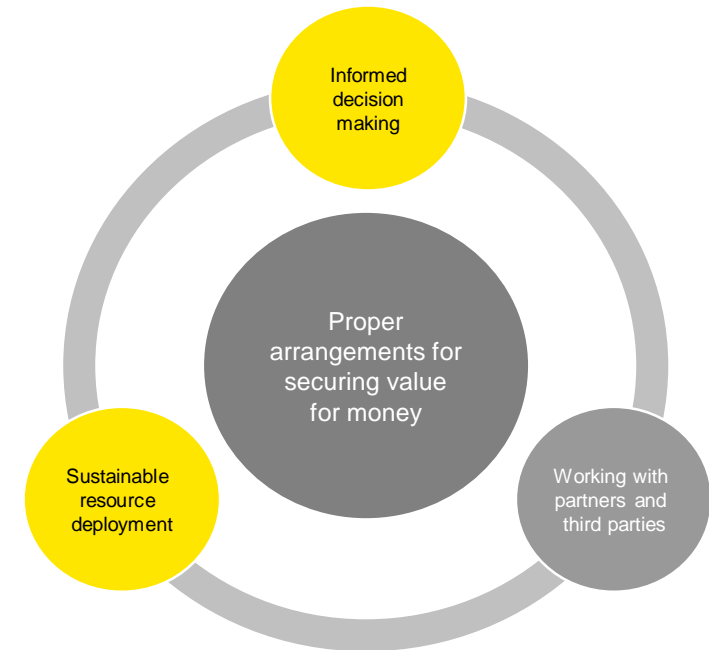 Informed
decision
making
Proper
arrangements for
securing value
for money
Sustainable
resource
deployment
Working with
partners and
third parties